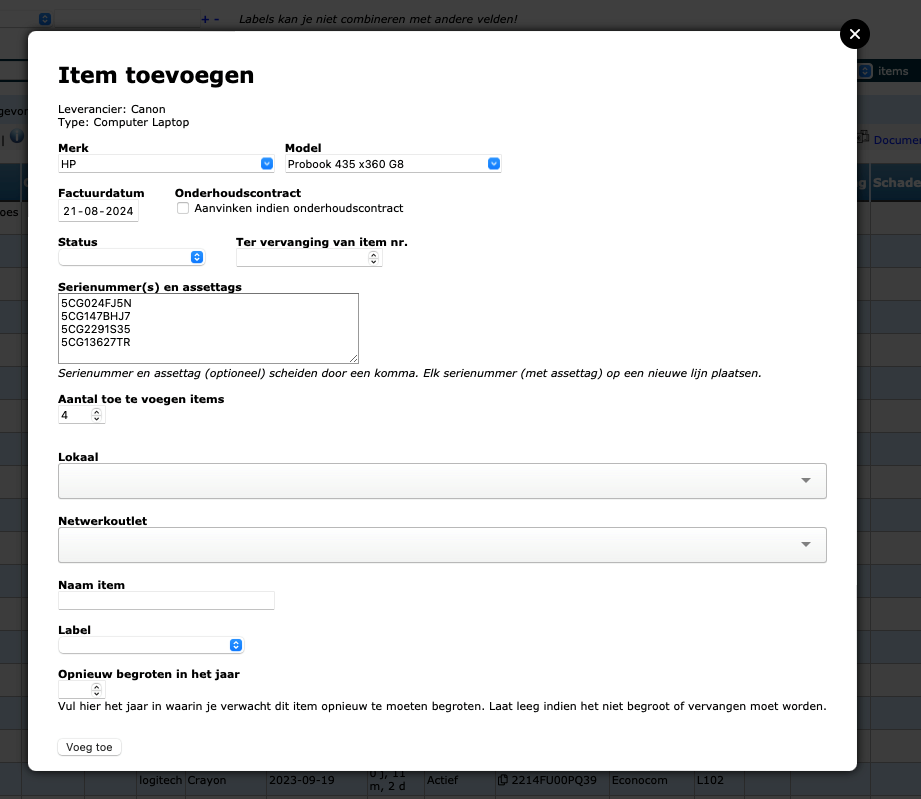 + - Labels kan je niet combineren met andere velden!
items
Docume
Schade
Item toevoegen
Leverancier: Canon
Type: Computer Laptop
Merk Model
HP Probook 435 x360 G8
Factuurdatum Onderhoudscontract
21-08-2024 Aanvinken indien onderhoudscontract
Status Ter vervanging van item nr.
Serienummer(s) en assettags
5CG024FJ5N
5CG147BHJ7
5CG2291S35
5CG13627TR
Serienummer en assettag (optioneel) scheiden door een komma. Elk serienummer (met assettag) op een nieuwe lijn plaatsen.
Aantal toe te voegen items
4
Lokaal
Netwerkoutlet
Naam item
Label
Opnieuw begroten in het jaar
Vul hier het jaar in waarin je verwacht dit item opnieuw te moeten begroten. Laat leeg indien het niet begroot of vervangen moet worden.
Voeg toe
logitech Crayon 2023-09-19 0 j, 11 m, 2 d Actief 2214FU00PQ39 Econocom L102